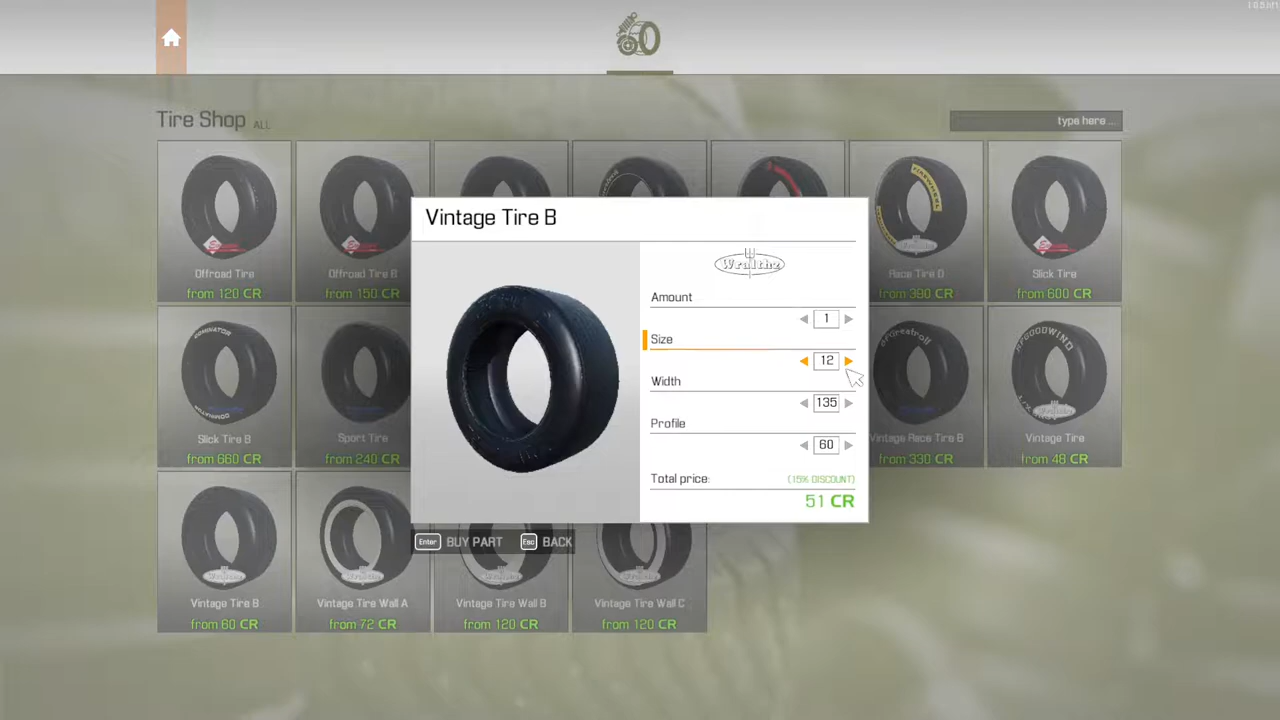 Tire Shop ALL
type here ...
Offroad Tire
from 120 CR
Offroad Tire B
from 150 CR
Race Tire D
from 390 CR
Slick Tire
from 600 CR
DOMINATOR
DOMINATOR
Slick Tire B
from 660 CR
Sport Tire
from 240 CR
Vintage Race Tire B
from 330 CR
Vintage Tire
from 48 CR
Vintage Tire B
from 60 CR
Vintage Tire Wall A
from 72 CR
Vintage Tire Wall B
from 120 CR
Vintage Tire Wall C
from 120 CR
Vintage Tire B
Amount
1
Size
12
Width
135
Profile
60
Total price:
(15% DISCOUNT)
51 CR
Enter BUY PART Esc BACK